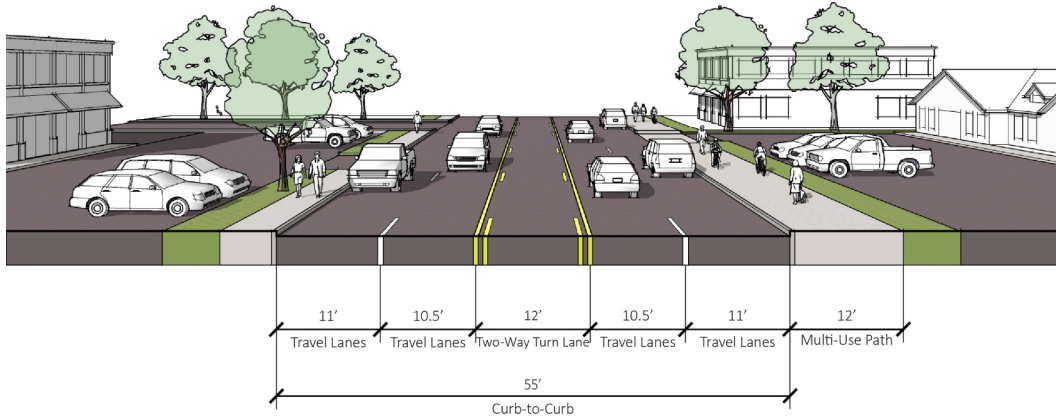 11’ 10.5’ 12’ 10.5’ 11’ 12’
Travel Lanes Travel Lanes Two-Way Turn Lane Travel Lanes Travel Lanes Multi-Use Path
55’
Curb-to-Curb